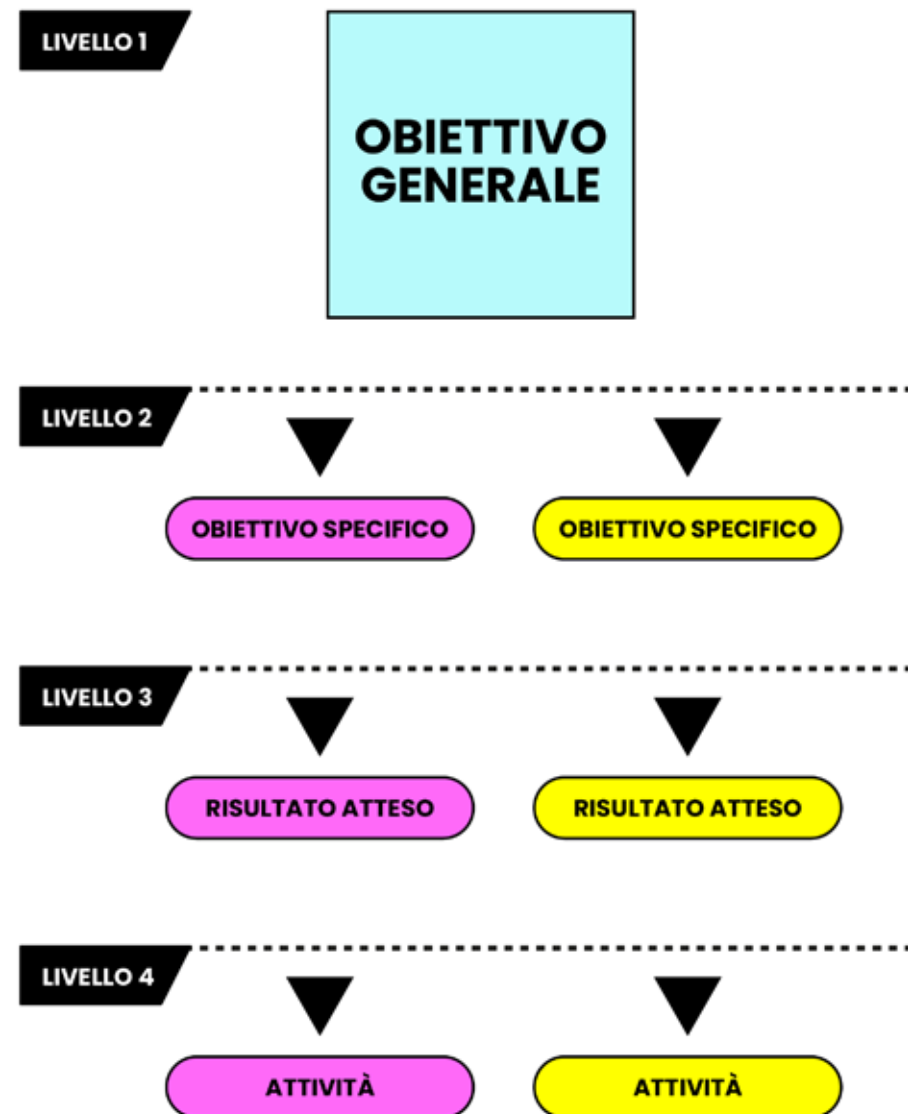 LIVELLO 1
OBIETTIVO
GENERALE
LIVELLO 2
OBIETTIVO SPECIFICO
OBIETTIVO SPECIFICO
LIVELLO 3
RISULTATO ATTESO
RISULTATO ATTESO
LIVELLO 4
ATTIVITÀ
ATTIVITÀ